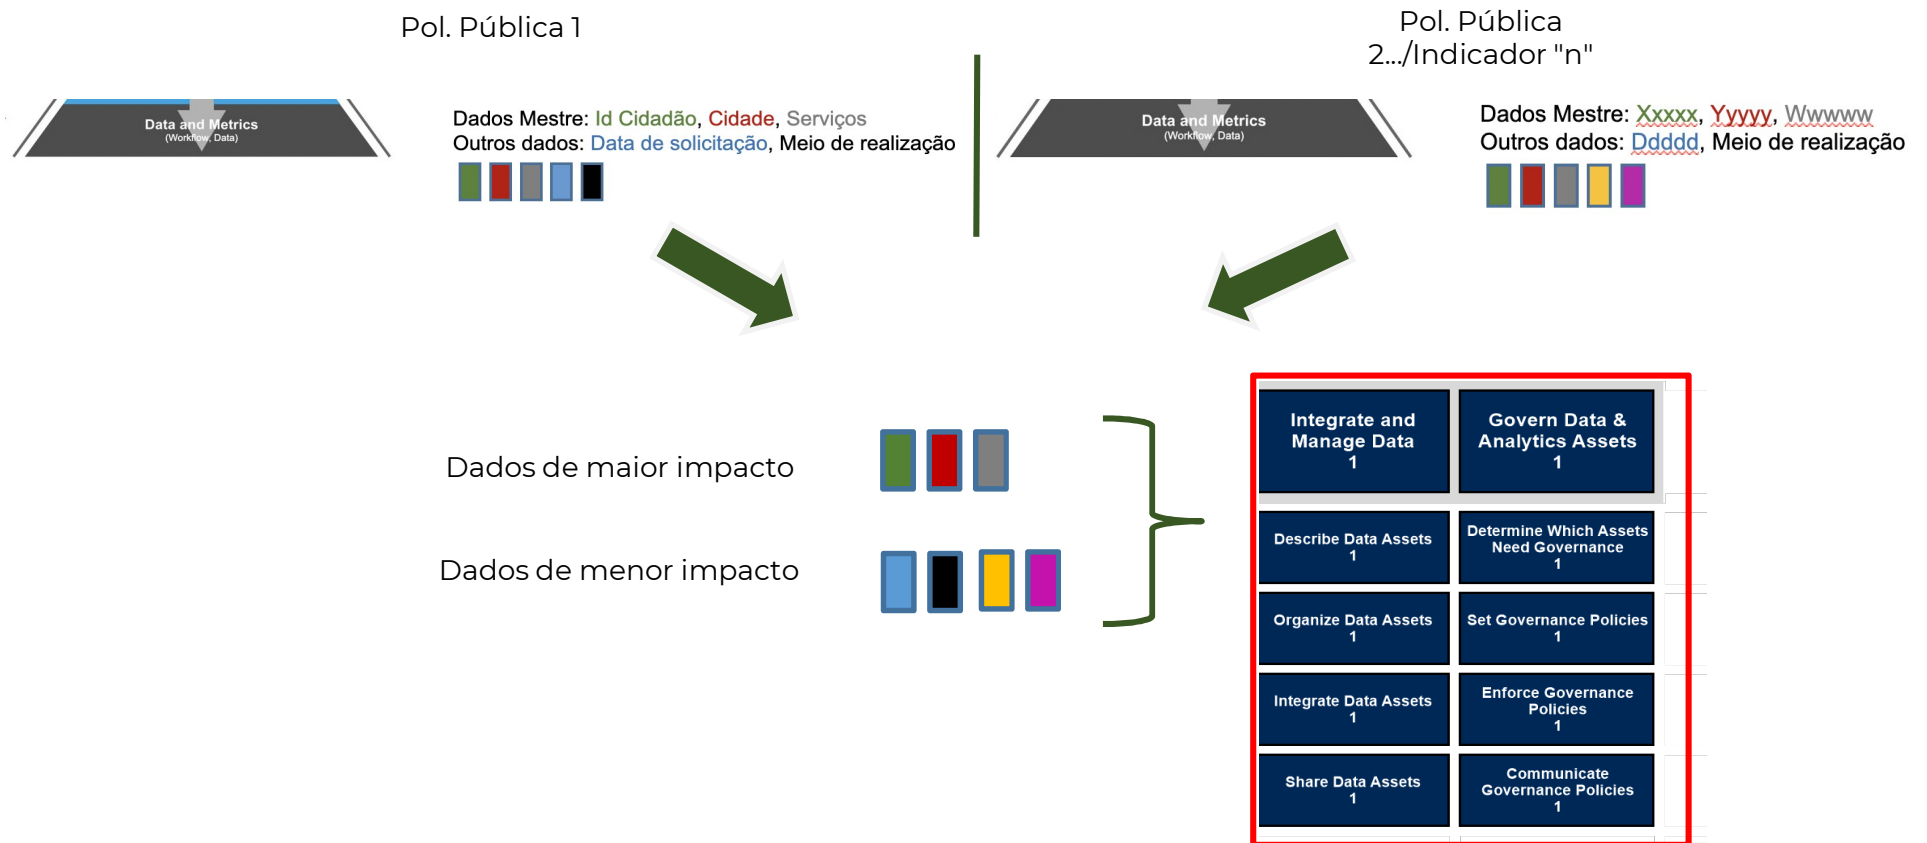 Pol. Pública 1
Pol. Pública
2.../Indicador "n"
Data and Metrics
(Workflow, Data)
Dados Mestre: Id Cidadão, Cidade, Serviços
Outros dados: Data de solicitação, Meio de realização
Data and Metrics
(Workflow, Data)
Dados Mestre: Xxxxx, Yyyyy, Wwwww
Outros dados: Ddddd, Meio de realização
Dados de maior impacto
Dados de menor impacto
Integrate and
Manage Data
1
Govern Data &
Analytics Assets
1
Describe Data Assets
1
Determine Which Assets
Need Governance
1
Organize Data Assets
1
Set Governance Policies
1
Integrate Data Assets
1
Enforce Governance
Policies
1
Share Data Assets
1
Communicate
Governance Policies
1